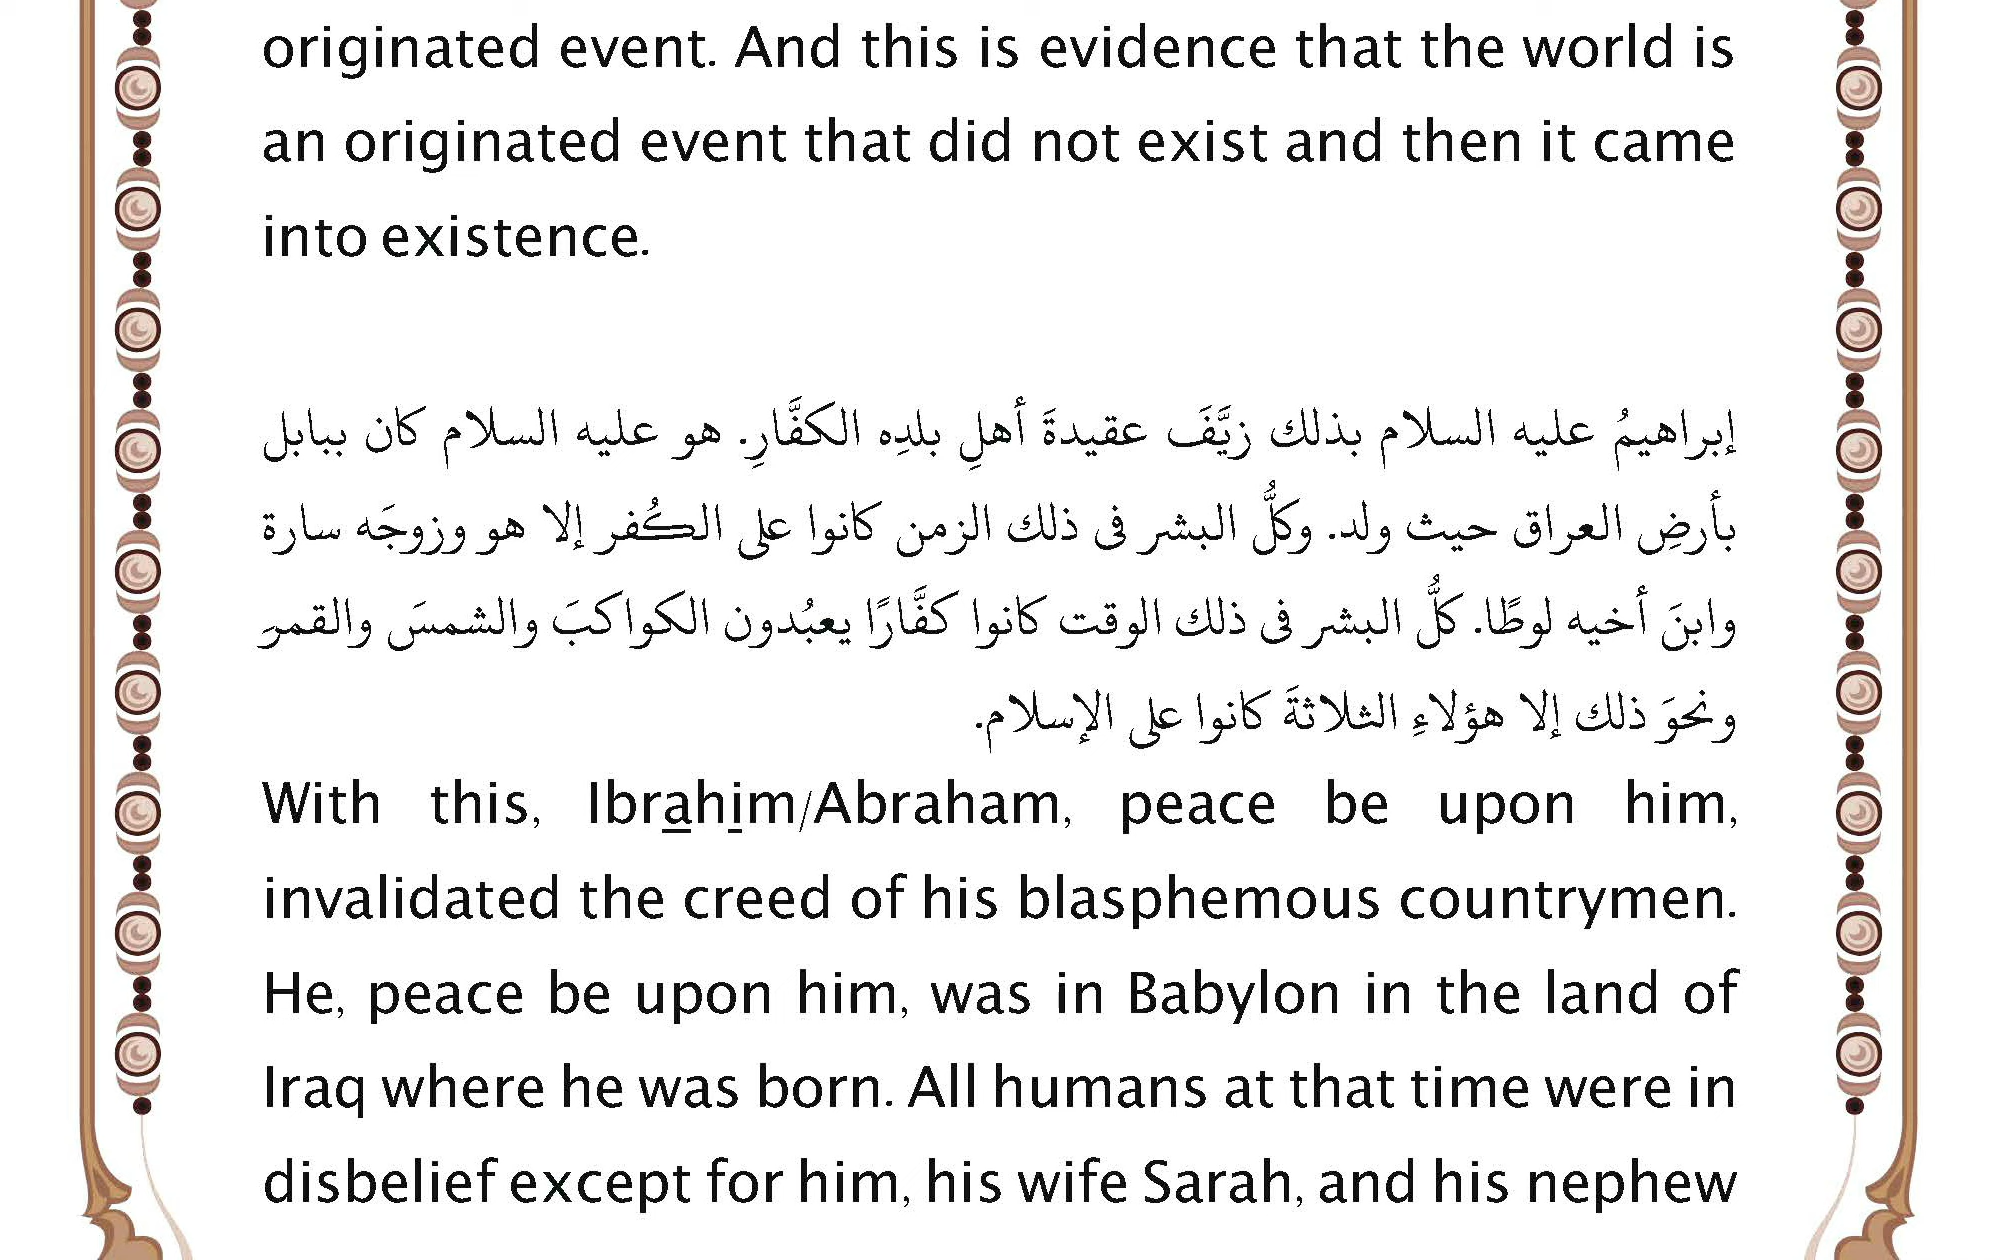 originated event. And this is evidence that the world is
an originated event that did not exist and then it came
into existence.
إبراهيمُ عليه السلام بذلك زيَّفَ عقيدةَ أهلِ بلدِه الكفَّارِ. هو عليه السلام كان ببابل
بأرضِ العراق حيث ولد. وكلُّ البشر فى ذلك الزمن كانوا على الكُفر إلا هو وزوجَه سارة
وابنَ أخيه لوطًا. كلُّ البشر فى ذلك الوقت كانوا كفَّارًا يعبُدون الكواكبَ والشمسَ والقمرَ
ونحوَ ذلك إلا هؤلاءِ الثلاثةَ كانوا على الإسلام.
With this, Ibrahim/Abraham, peace be upon him,
invalidated the creed of his blasphemous countrymen.
He, peace be upon him, was in Babylon in the land of
Iraq where he was born. All humans at that time were in
disbelief except for him, his wife Sarah, and his nephew